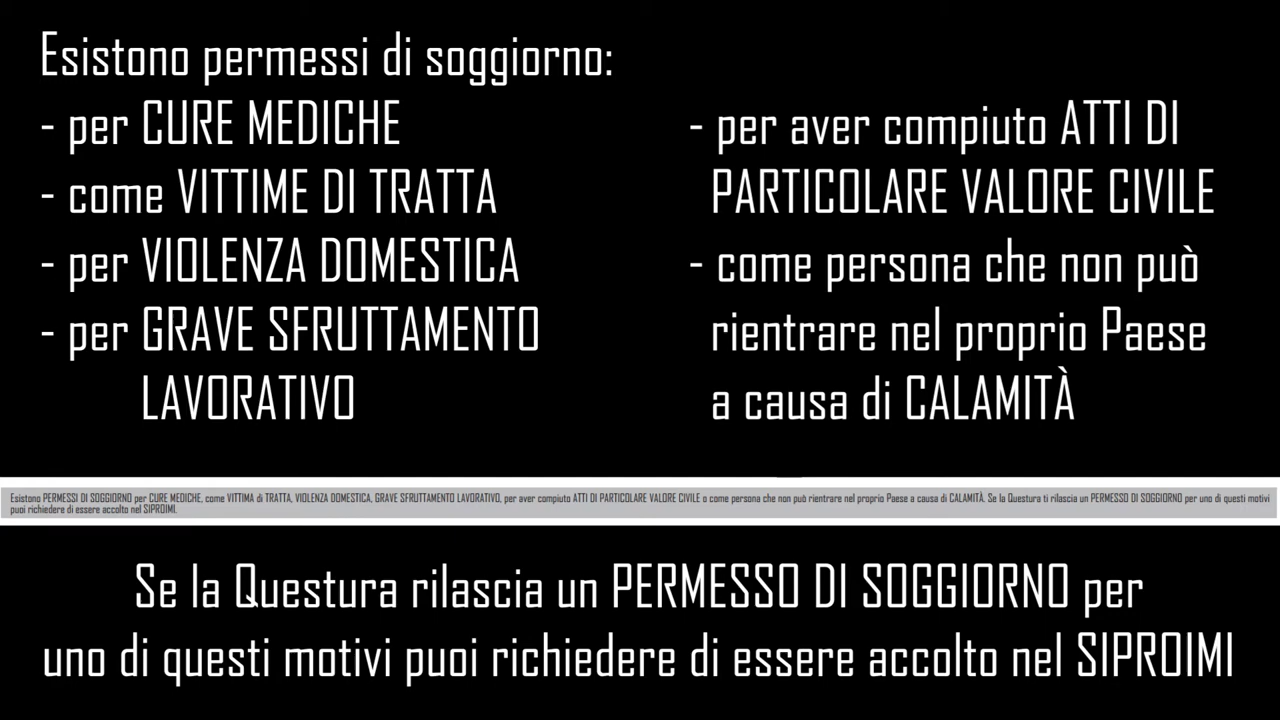 Esistono permessi di soggiorno:
- per CURE MEDICHE
- come VITTIME DI TRATTA
- per VIOLENZA DOMESTICA
- per GRAVE SFRUTTAMENTO
LAVORATIVO
- per aver compiuto ATTI DI
PARTICOLARE VALORE CIVILE
- come persona che non può
rientrare nel proprio Paese
a causa di CALAMITÀ
Esistono PERMESSI DI SOGGIORNO per CURE MEDICHE, come VITTIMA di TRATTA, VIOLENZA DOMESTICA, GRAVE SFRUTTAMENTO LAVORATIVO, per aver compiuto ATTI DI PARTICOLARE VALORE CIVILE o come persona che non può rientrare nel proprio Paese a causa di CALAMITÀ. Se la Questura ti rilascia un PERMESSO DI SOGGIORNO per uno di questi motivi
puoi richiedere di essere accolto nel SIPROIMI.
Se la Questura rilascia un PERMESSO DI SOGGIORNO per
uno di questi motivi puoi richiedere di essere accolto nel SIPROIMI